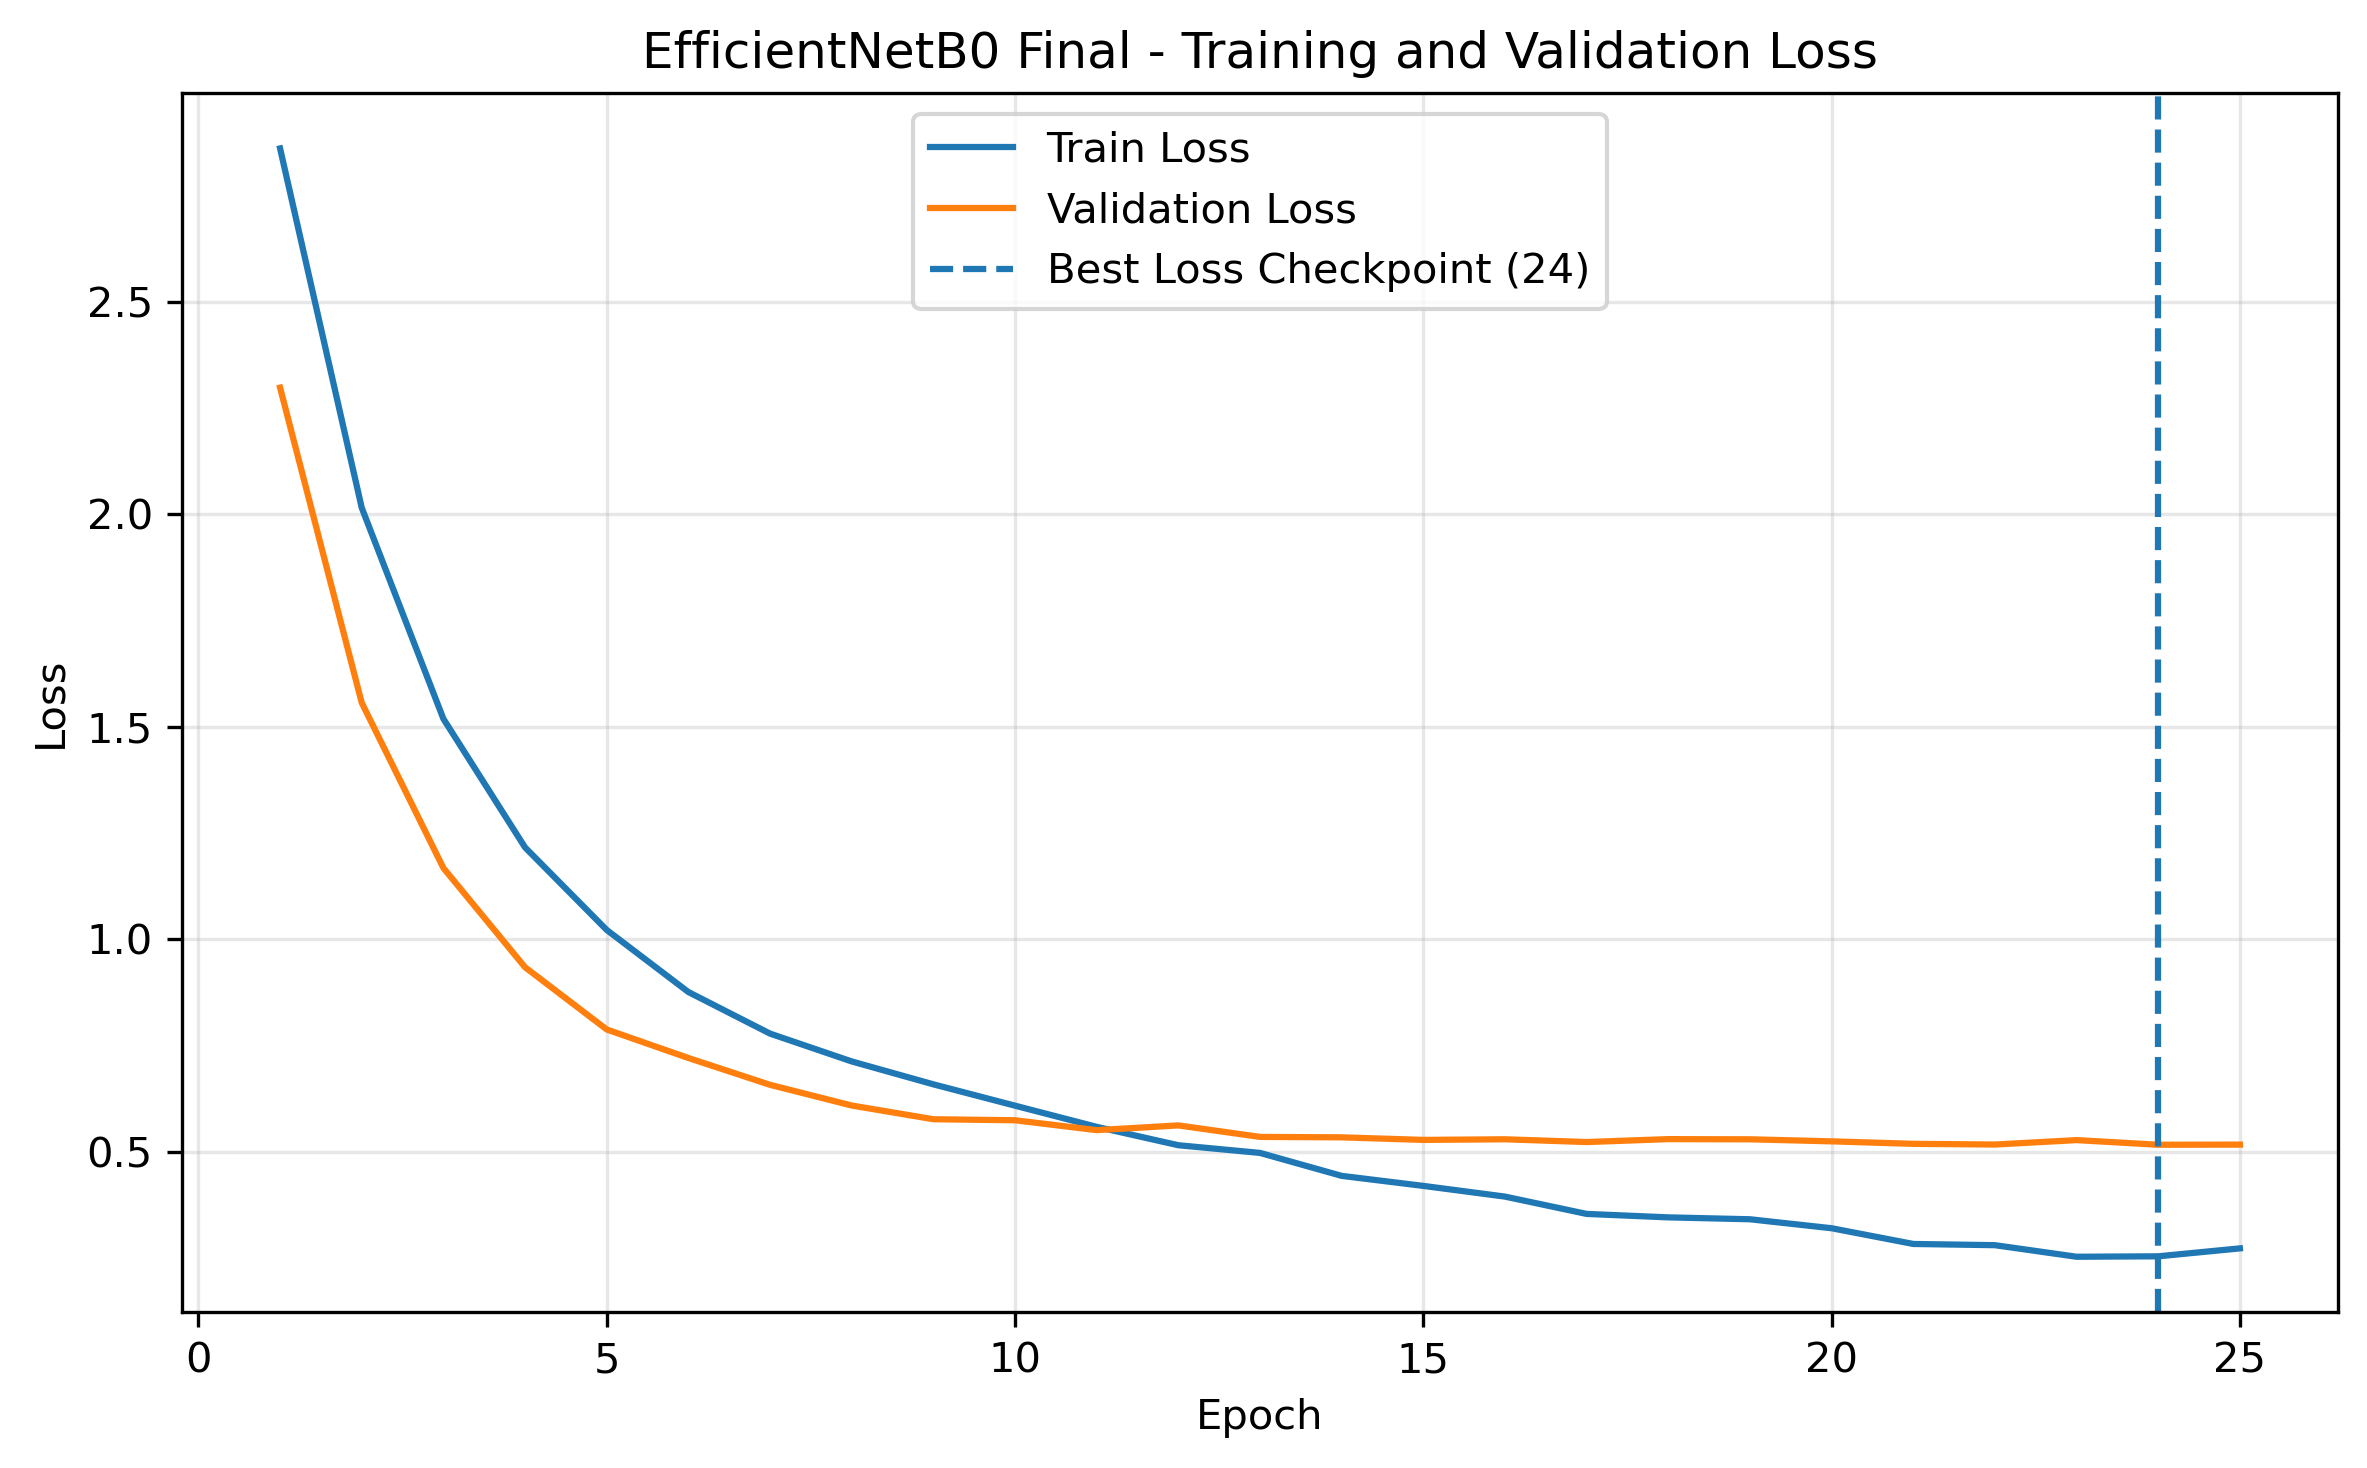 EfficientNetB0 Final - Training and Validation Loss
Train Loss
Validation Loss
Best Loss Checkpoint (24)
Loss
2.5
2.0
1.5
1.0
0.5
0 5 10 15 20 25
Epoch